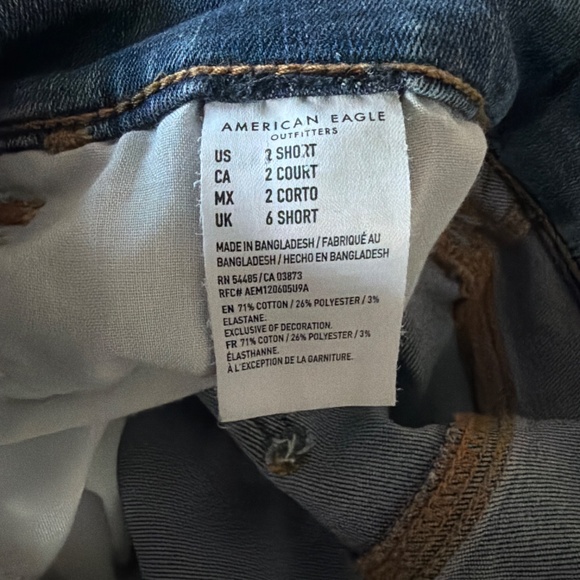 AMERICAN EAGLE
OUTFITTERS
US 2 SHORT
CA 2 COURT
MX 2 CORTO
UK 6 SHORT
MADE IN BANGLADESH / FABRIQUÉ AU
BANGLADESH / HECHO EN BANGLADESH
RN 54485/CA 03873
RFC# AEM120605U9A
EN 71% COTTON / 26% POLYESTER / 3%
ELASTANE.
EXCLUSIVE OF DECORATION.
FR 71% COTON / 26% POLYESTER / 3%
ÉLASTHANNE.
À L'EXCEPTION DE LA GARNITURE.